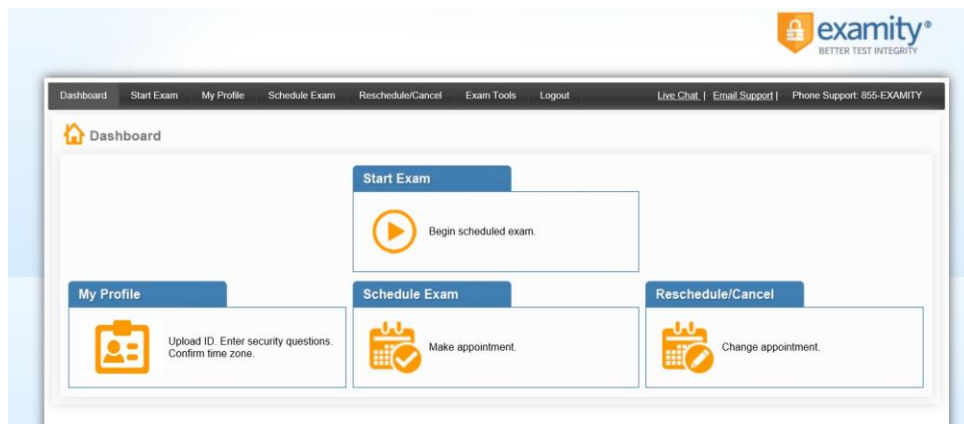 examity®
BETTER TEST INTEGRITY
Dashboard Start Exam My Profile Schedule Exam Reschedule/Cancel Exam Tools Logout Live Chat | Email Support | Phone Support: 855-EXAMITY
Dashboard
Start Exam
Begin scheduled exam.
My Profile
Upload ID. Enter security questions.
Confirm time zone.
Schedule Exam
Make appointment.
Reschedule/Cancel
Change appointment.